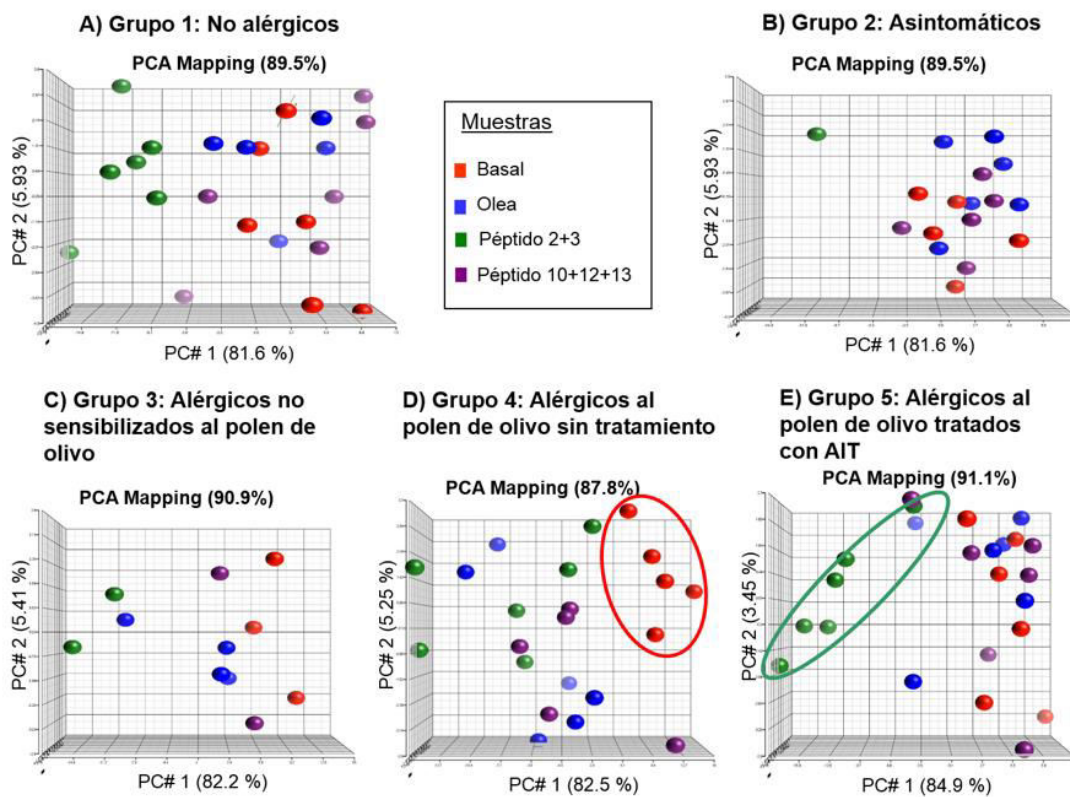 A) Grupo 1: No alérgicos
PCA Mapping (89.5%)
PC# 2 (5.93 %)
PC# 1 (81.6 %)
Muestras
Basal
Olea
Péptido 2+3
Péptido 10+12+13
B) Grupo 2: Asintomáticos
PCA Mapping (89.5%)
PC# 2 (5.93 %)
PC# 1 (81.6 %)
C) Grupo 3: Alérgicos no
sensibilizados al polen de
olivo
PCA Mapping (90.9%)
PC# 2 (5.41 %)
PC# 1 (82.2 %)
D) Grupo 4: Alérgicos al
polen de olivo sin tratamiento
PCA Mapping (87.8%)
PC# 2 (5.25 %)
PC# 1 (82.5 %)
E) Grupo 5: Alérgicos al
polen de olivo tratados
con AIT
PCA Mapping (91.1%)
PC# 2 (3.45 %)
PC# 1 (84.9 %)